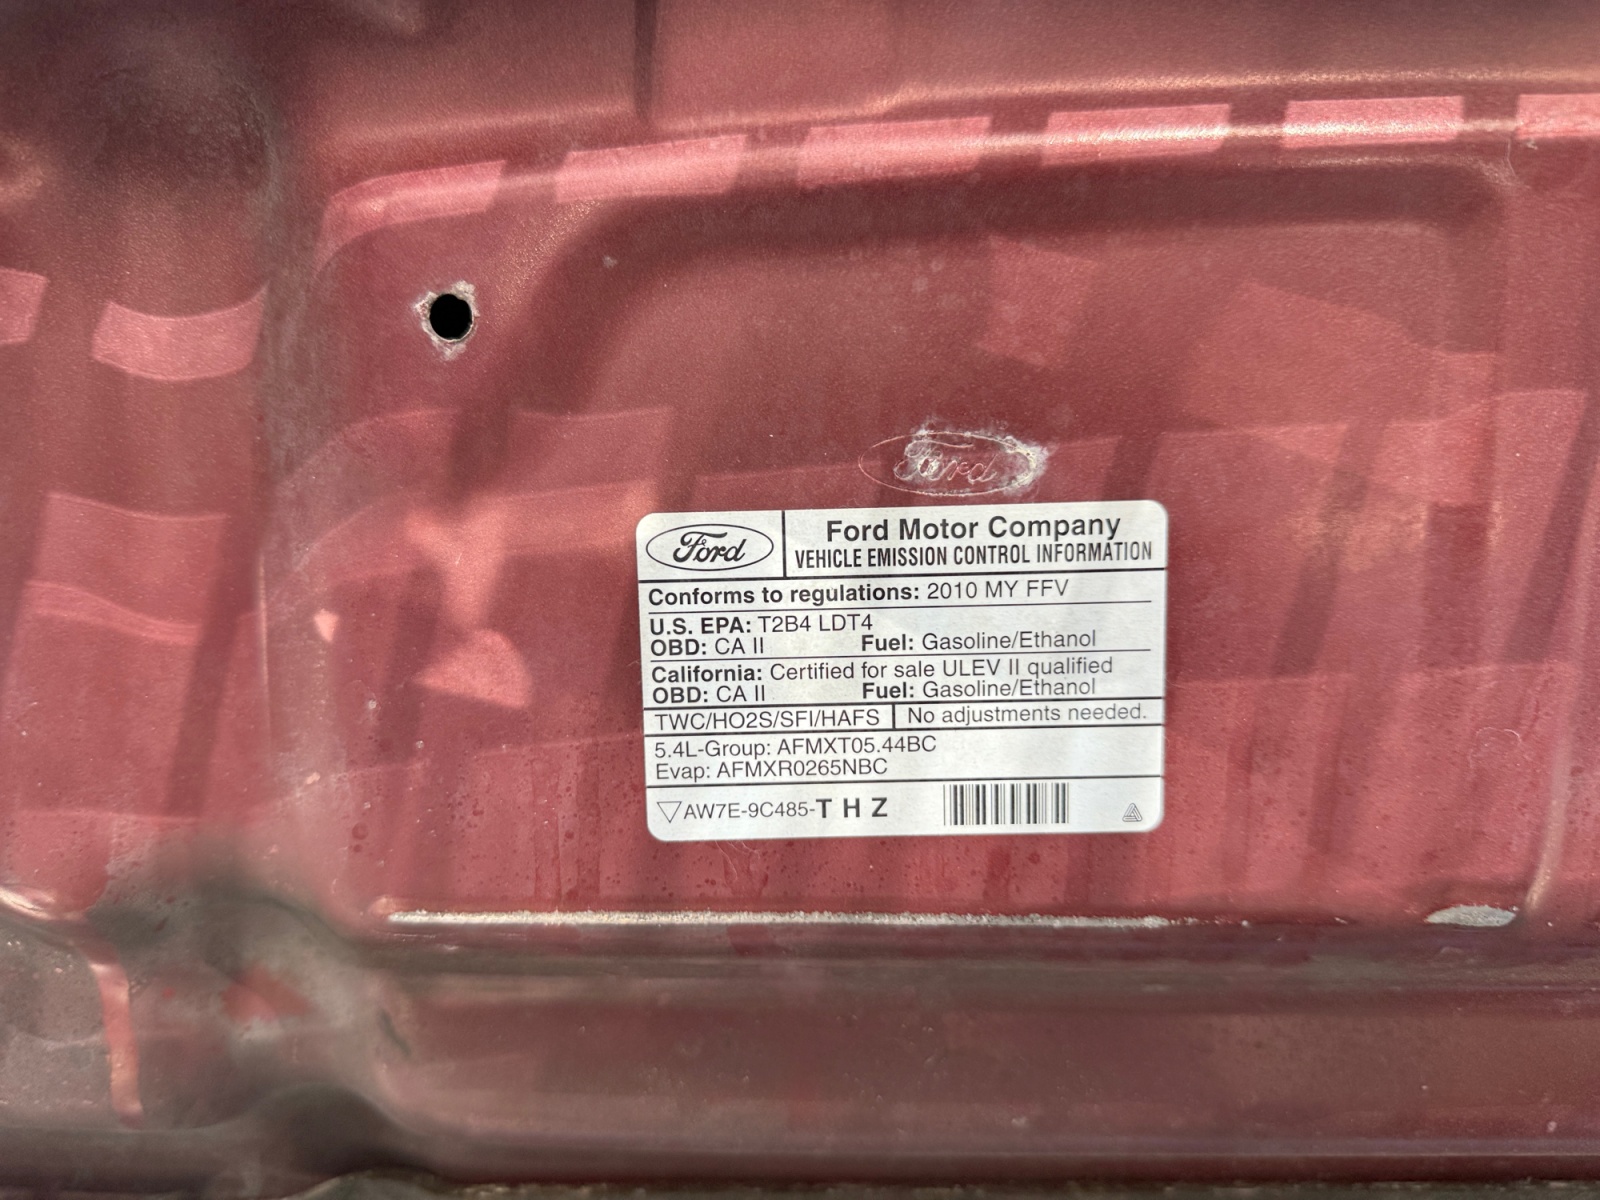 Ford
Ford
Ford Motor Company
VEHICLE EMISSION CONTROL INFORMATION
Conforms to regulations: 2010 MY FFV
U.S. EPA: T2B4 LDT4
OBD: CA II Fuel: Gasoline/Ethanol
California: Certified for sale ULEV II qualified
OBD: CA II Fuel: Gasoline/Ethanol
TWC/HO2S/SFI/HAFS No adjustments needed.
5.4L-Group: AFMXT05.44BC
Evap: AFMXR0265NBC
AW7E-9C485-THZ